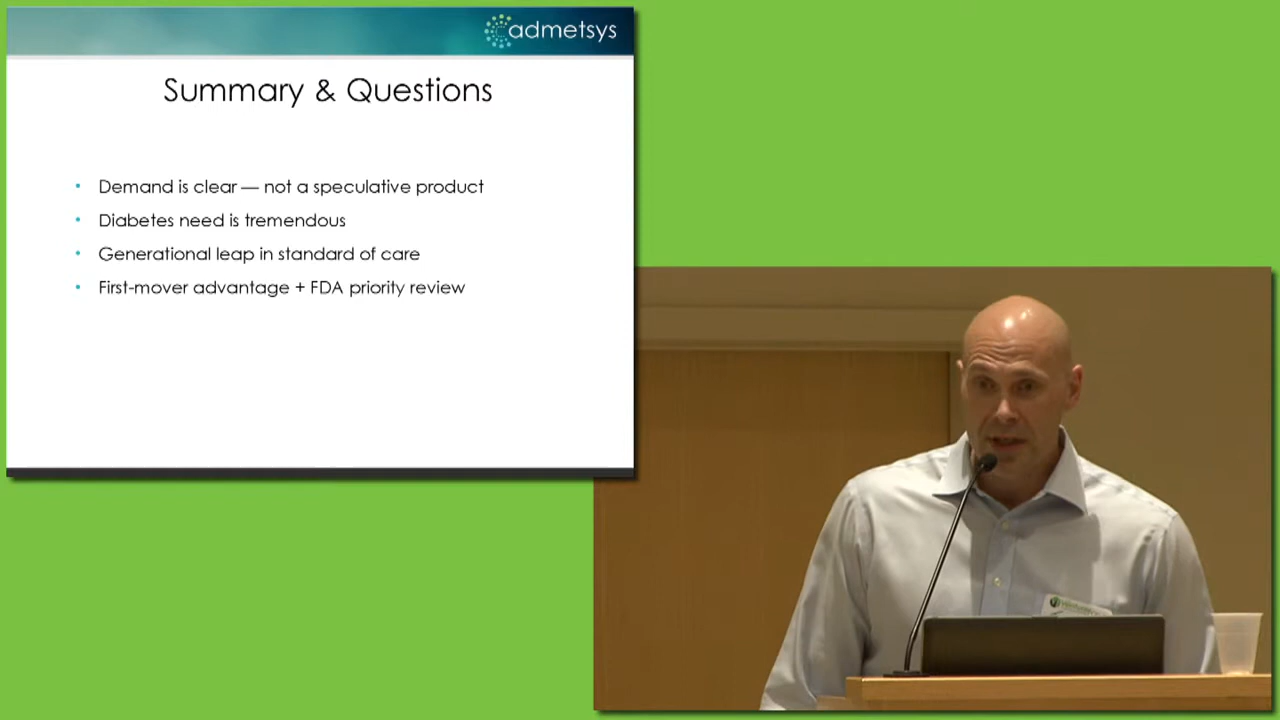 admetsys
Summary & Questions
• Demand is clear — not a speculative product
• Diabetes need is tremendous
• Generational leap in standard of care
• First-mover advantage + FDA priority review